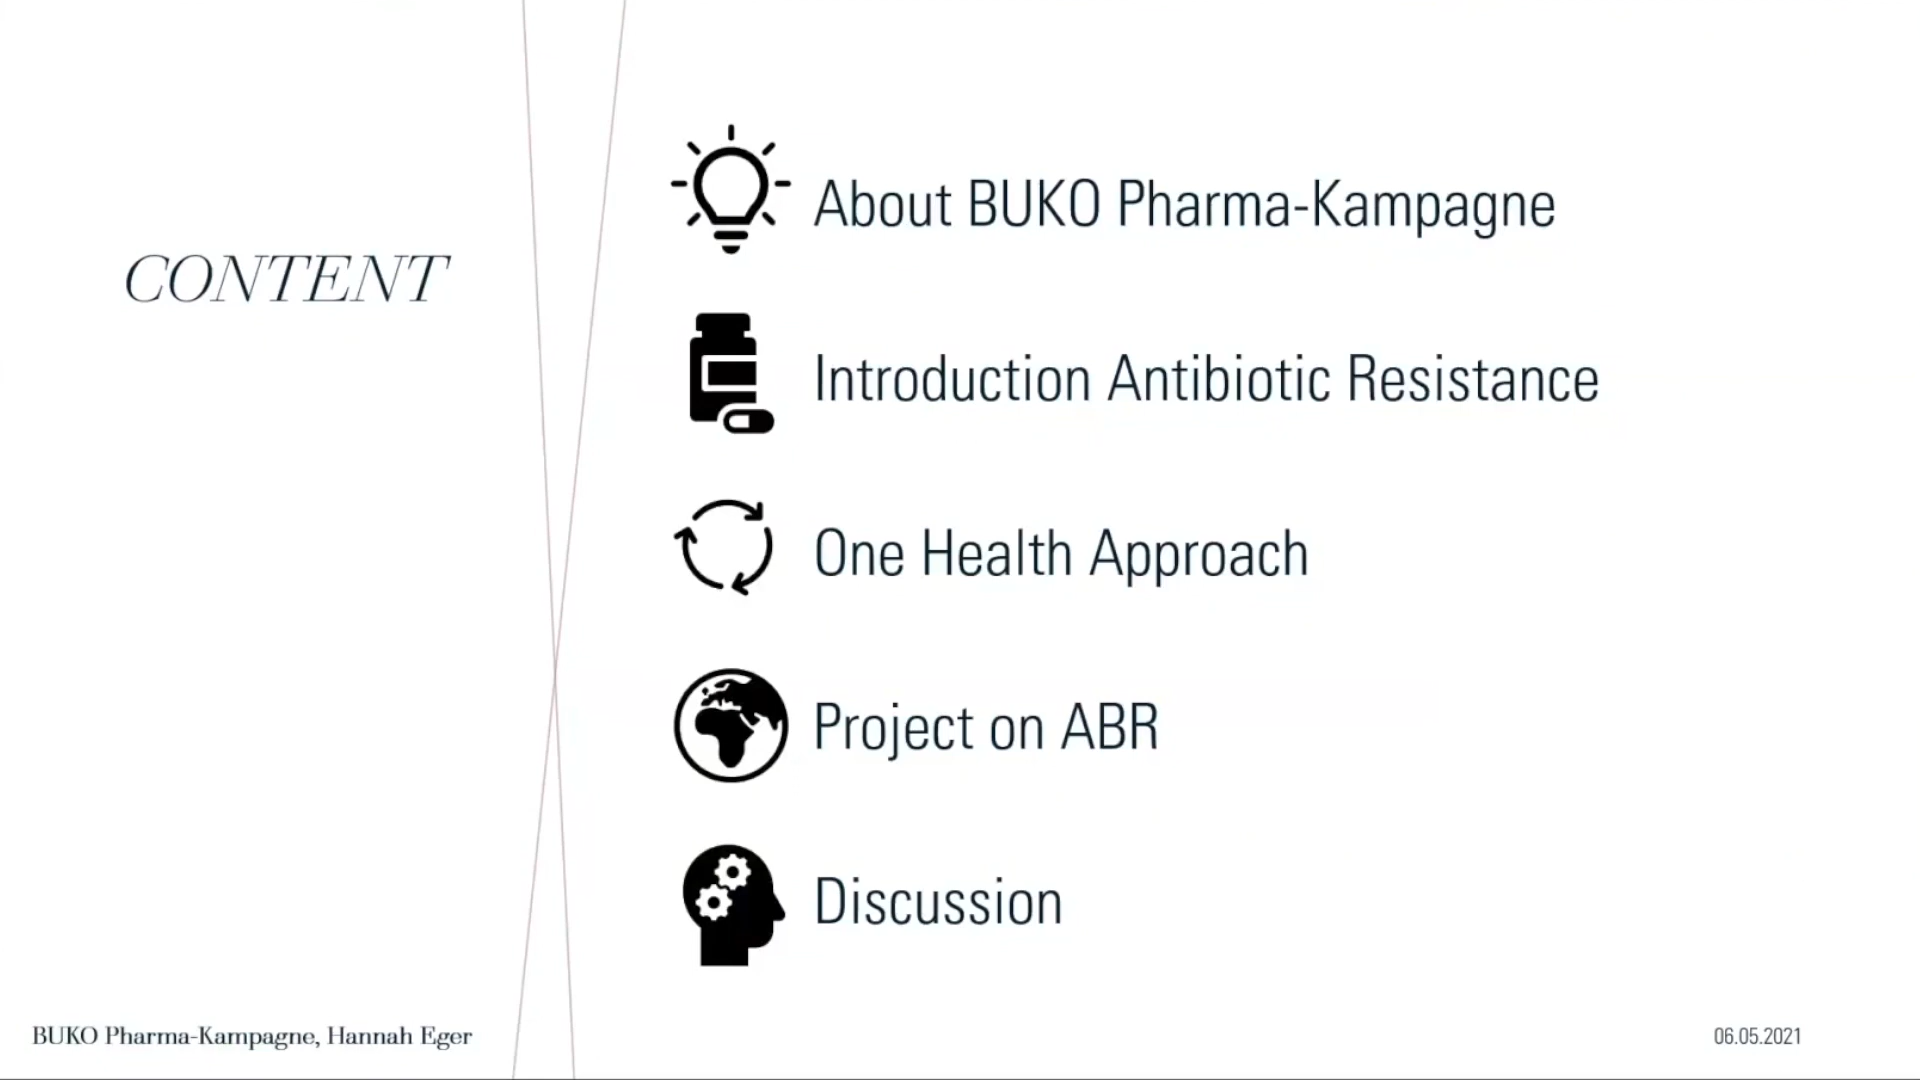 CONTENT
About BUKO Pharma-Kampagne
Introduction Antibiotic Resistance
One Health Approach
Project on ABR
Discussion
BUKO Pharma-Kampagne, Hannah Eger
06.05.2021